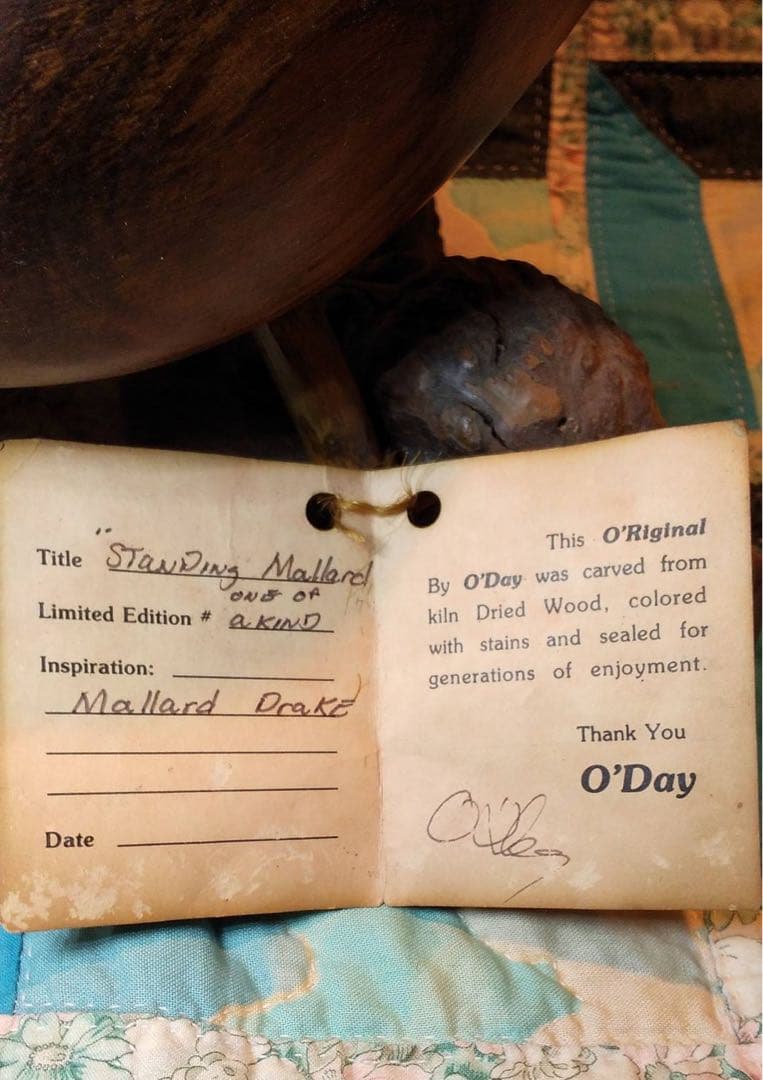 Title "STANDING Mallard
ONE OF
Limited Edition # a KIND
Inspiration:
Mallard DRAKE
Date
This O'Riginal
By O'Day was carved from
kiln Dried Wood, colored
with stains and sealed for
generations of enjoyment.
Thank You
O'Day
O'Day